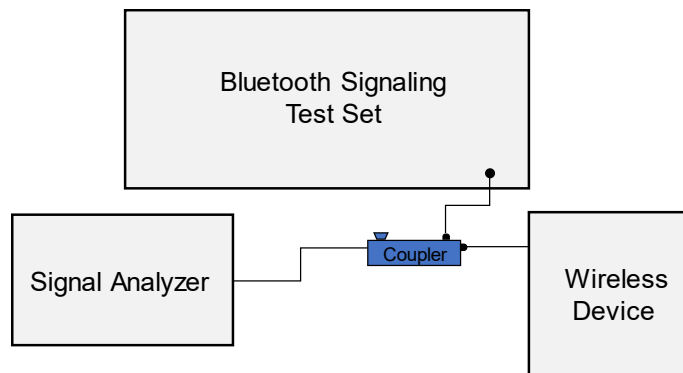 Bluetooth Signaling
Test Set
Coupler
Signal Analyzer
Wireless
Device